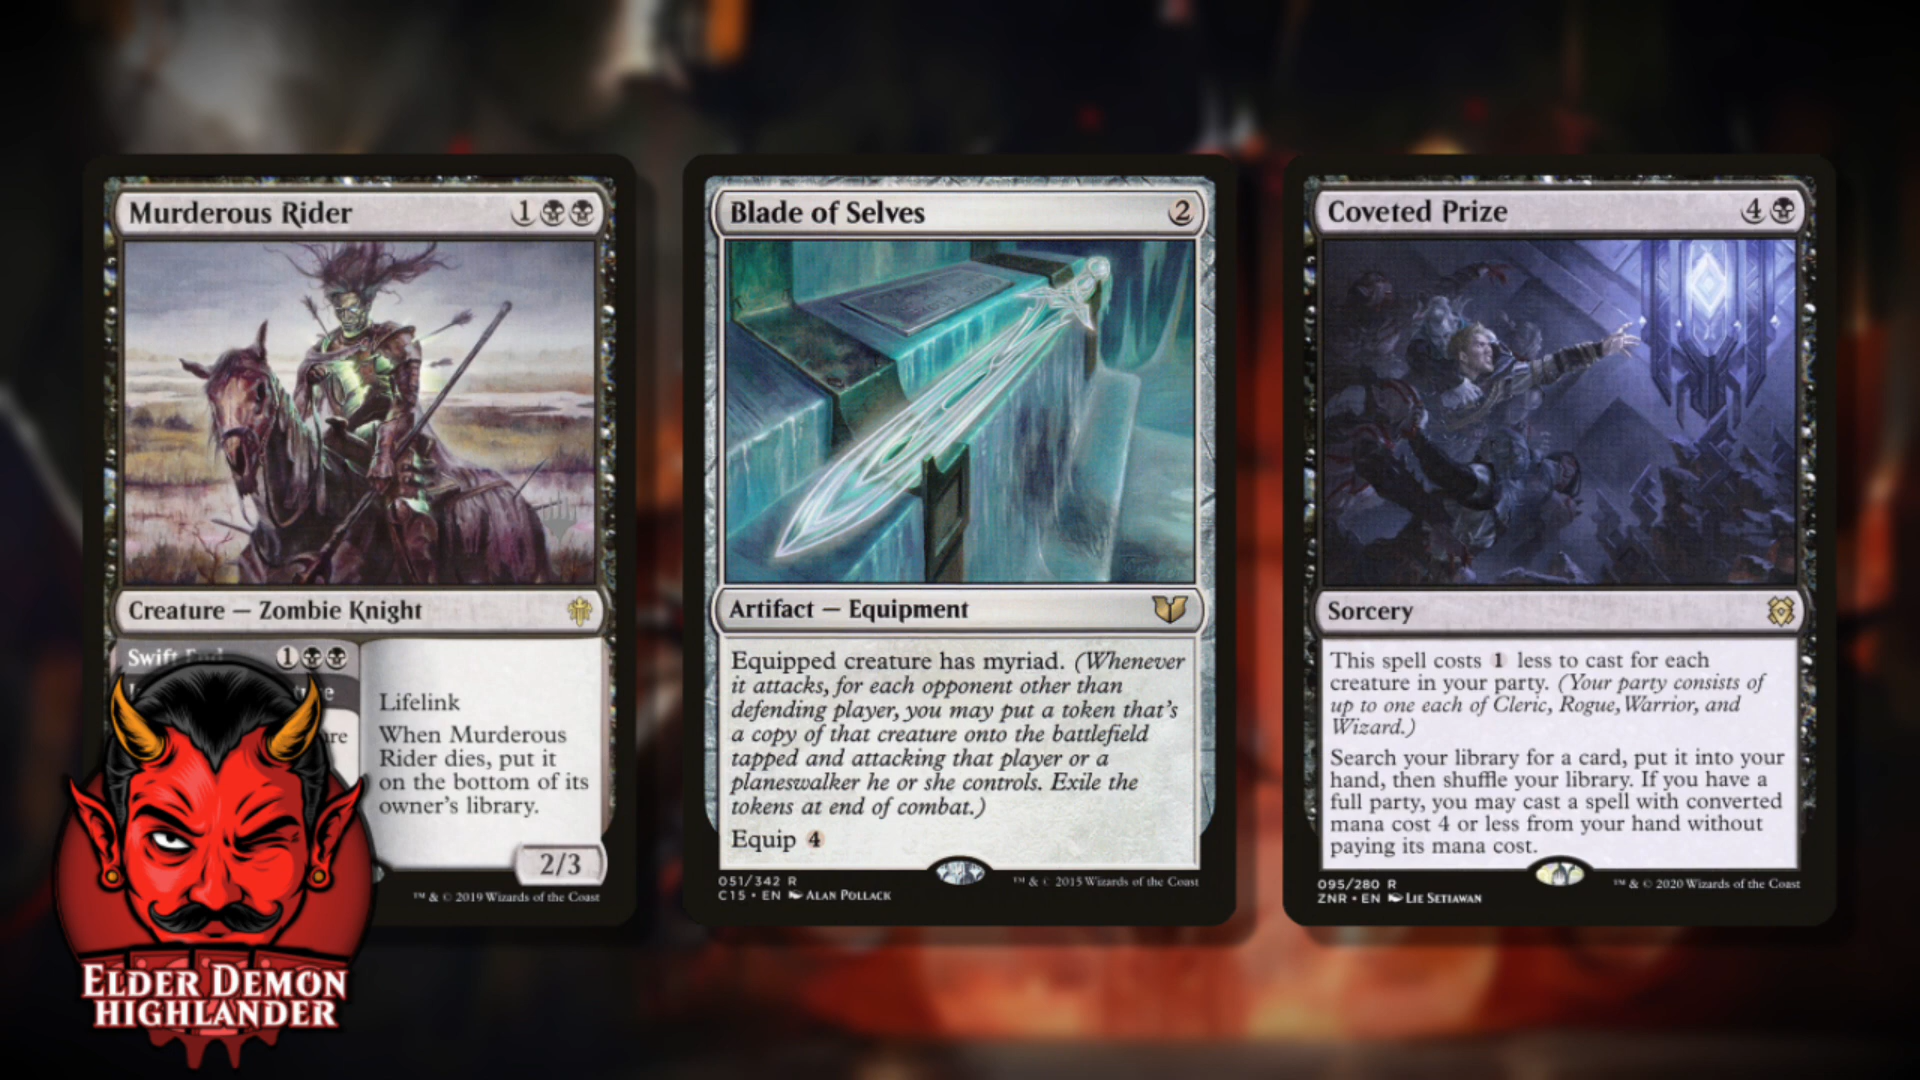 Murderous Rider 1
Creature — Zombie Knight
Swift End 1
Lifelink
When Murderous
Rider dies, put it
on the bottom of its
owner's library.
2/3
™ & © 2019 Wizards of the Coast
Blade of Selves 2
Artifact — Equipment
Equipped creature has myriad. (Whenever
it attacks, for each opponent other than
defending player, you may put a token that's
a copy of that creature onto the battlefield
tapped and attacking that player or a
planeswalker he or she controls. Exile the
tokens at end of combat.)
Equip 4
051/342 R
C15 • EN ALAN POLLACK
™ & © 2015 Wizards of the Coast
Coveted Prize 4
Sorcery
This spell costs 1 less to cast for each
creature in your party. (Your party consists of
up to one each of Cleric, Rogue, Warrior, and
Wizard.)
Search your library for a card, put it into your
hand, then shuffle your library. If you have a
full party, you may cast a spell with converted
mana cost 4 or less from your hand without
paying its mana cost.
095/280 R
ZNR • EN LIE SETIAWAN
™ & © 2020 Wizards of the Coast
ELDER DEMON
HIGHLANDER